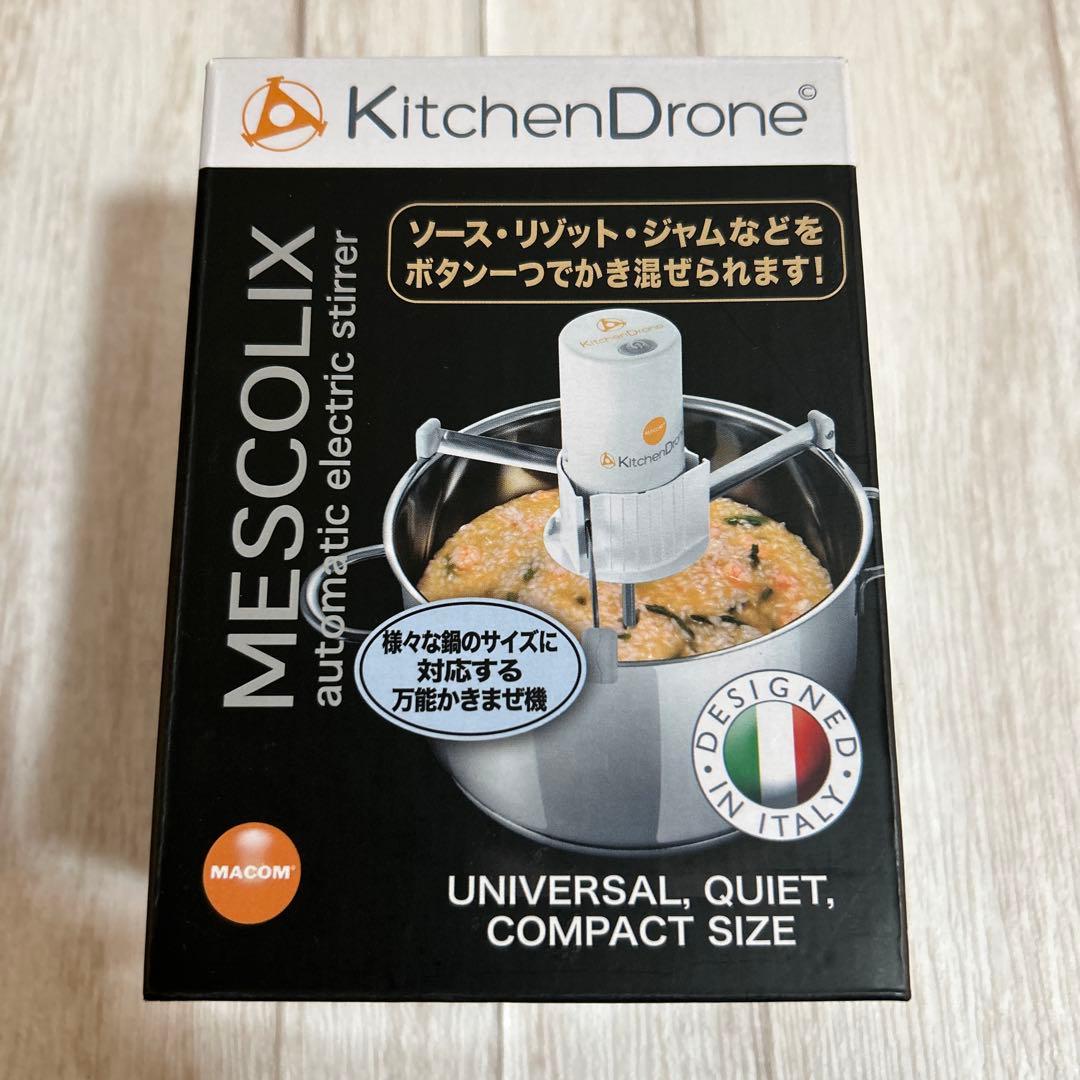 KitchenDrone©
MESCOLIX
automatic electric stirrer
ソース・リゾット・ジャムなどを
ボタン一つでかき混ぜられます!
KitchenDrone
MACOM
KitchenDrone
様々な鍋のサイズに
対応する
万能かきまぜ機
DESIGNED
IN ITALY
MACOM®
UNIVERSAL, QUIET,
COMPACT SIZE